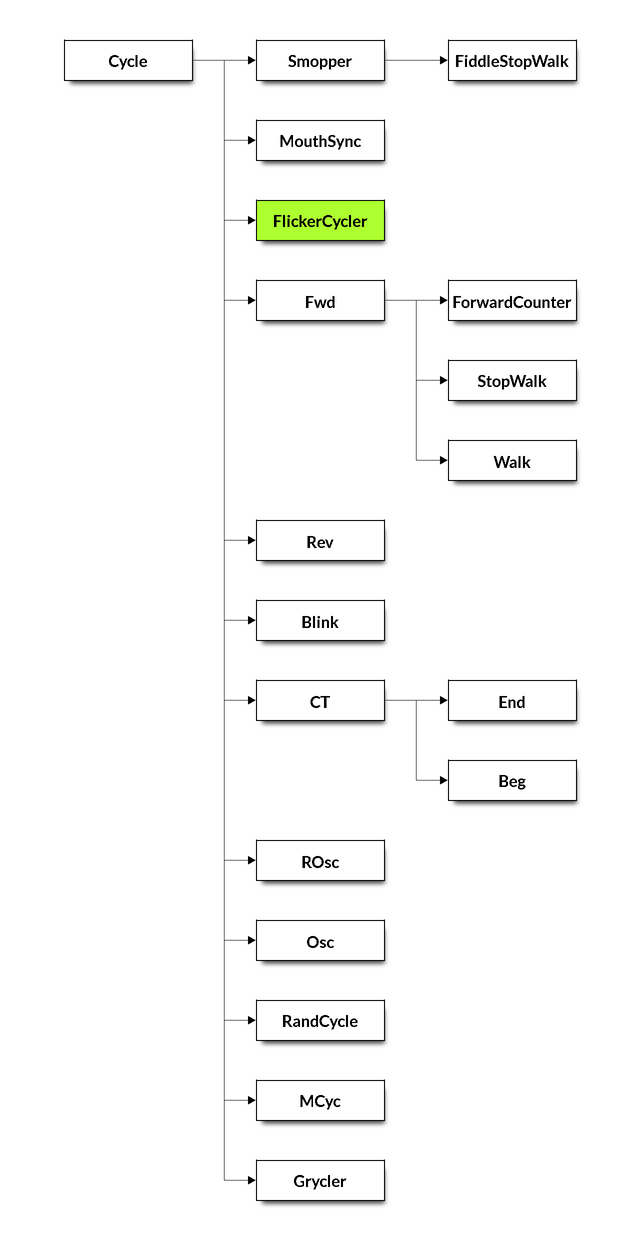 Cycle
Smopper
FiddleStopWalk
MouthSync
FlickerCycler
Fwd
ForwardCounter
StopWalk
Walk
Rev
Blink
CT
End
Beg
ROsc
Osc
RandCycle
MCyc
Grycler